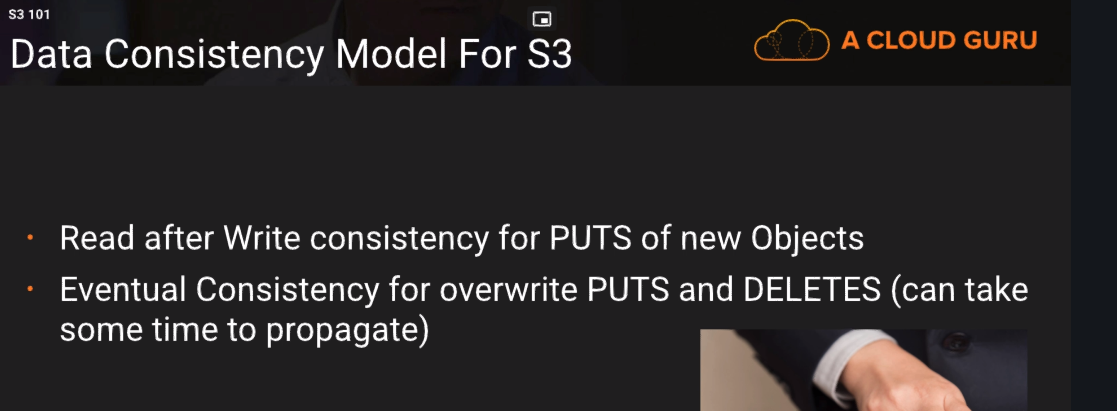 S3 101
Data Consistency Model For S3
A CLOUD GURU
• Read after Write consistency for PUTS of new Objects
• Eventual Consistency for overwrite PUTS and DELETES (can take
some time to propagate)